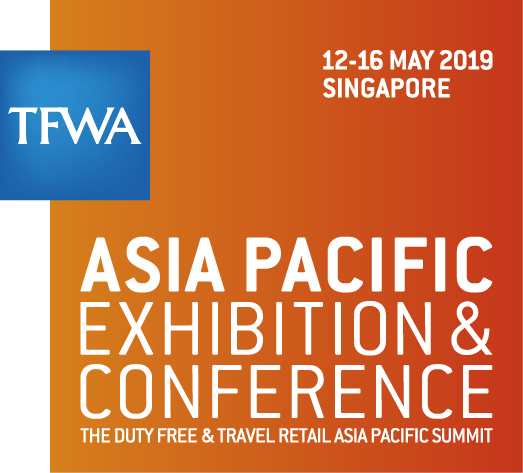 12-16 MAY 2019
SINGAPORE
TFWA
ASIA PACIFIC
EXHIBITION &
CONFERENCE
THE DUTY FREE & TRAVEL RETAIL ASIA PACIFIC SUMMIT